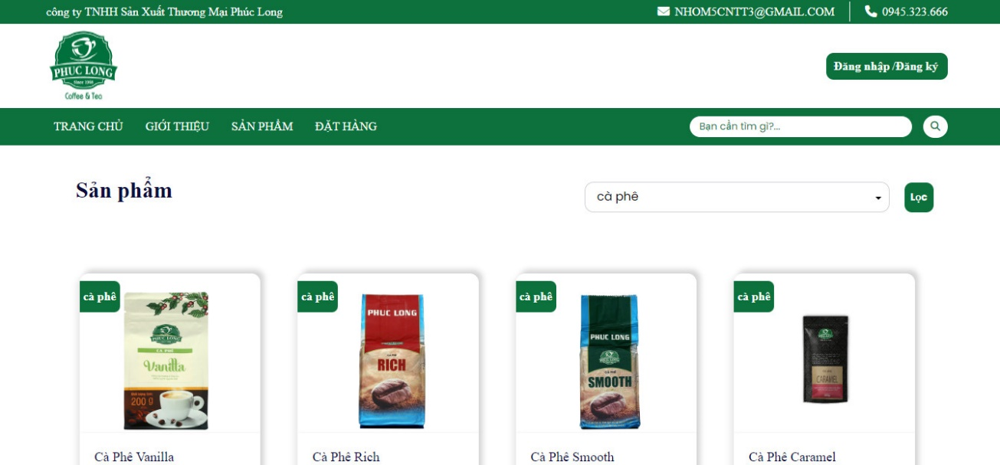 công ty TNHH Sản Xuất Thương Mại Phúc Long
NHOM5CNTT3@GMAIL.COM
0945.323.666
PHUC LONG
Since 1968
Coffee & Tea
Đăng nhập /Đăng ký
TRANG CHỦ GIỚI THIỆU SẢN PHẨM ĐẶT HÀNG
Bạn cần tìm gì?...
Sản phẩm
cà phê
Lọc
cà phê
PHUC LONG
CÀ PHÊ
Vanilla
200 g
Cà Phê Vanilla
cà phê
PHUC LONG
CÀ PHÊ
RICH
Cà Phê Rich
cà phê
PHUC LONG
CÀ PHÊ
SMOOTH
Cà Phê Smooth
cà phê
CARAMEL
Cà Phê Caramel